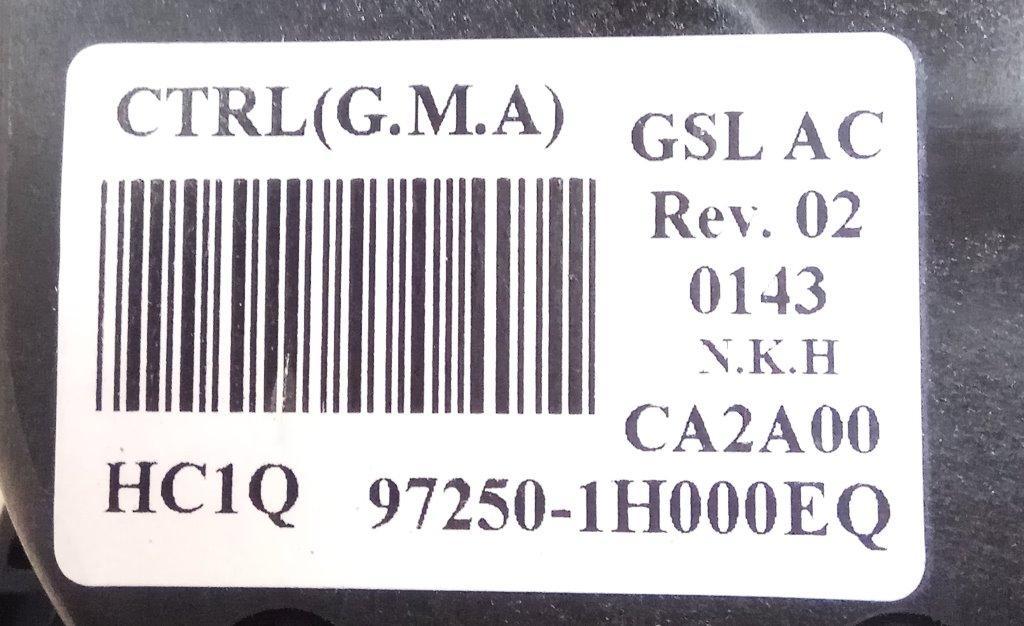 CTRL(G.M.A)
GSL AC
Rev. 02
0143
N.K.H
CA2A00
HC1Q 97250-1H000EQ